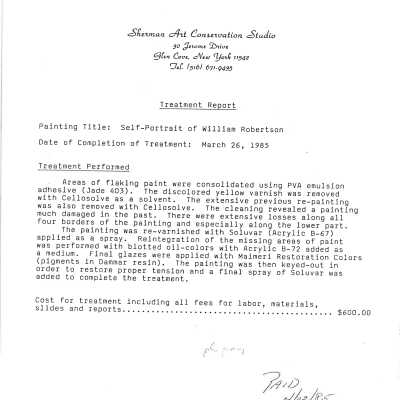 Sherman Art Conservation Studio
30 Jerome Drive
Glen Cove, New York 11542
Tel. (516) 671-9435
Treatment Report
Painting Title:  Self-Portrait of William Robertson
Date of Completion of Treatment:  March 26, 1985
Treatment Performed
Areas of flaking paint were consolidated using PVA emulsion
adhesive (Jade 403).  The discolored yellow varnish was removed
with Cellosolve as a solvent.  The extensive previous re-painting
was also removed with Cellosolve.  The cleaning revealed a painting
much damaged in the past.  There were extensive losses along all
four borders of the painting and especially along the lower part.
The painting was re-varnished with Soluvar (Acrylic B-67)
applied as a spray.  Reintegration of the missing areas of paint
was performed with blotted oil-colors with Acrylic B-72 added as
a medium.  Final glazes were applied with Maimeri Restoration Colors
(pigments in Dammar resin).  The painting was then keyed-out in
order to restore proper tension and a final spray of Soluvar was
added to complete the treatment.
Cost for treatment including all fees for labor, materials,
slides and reports.......................................... $600.00
PAID